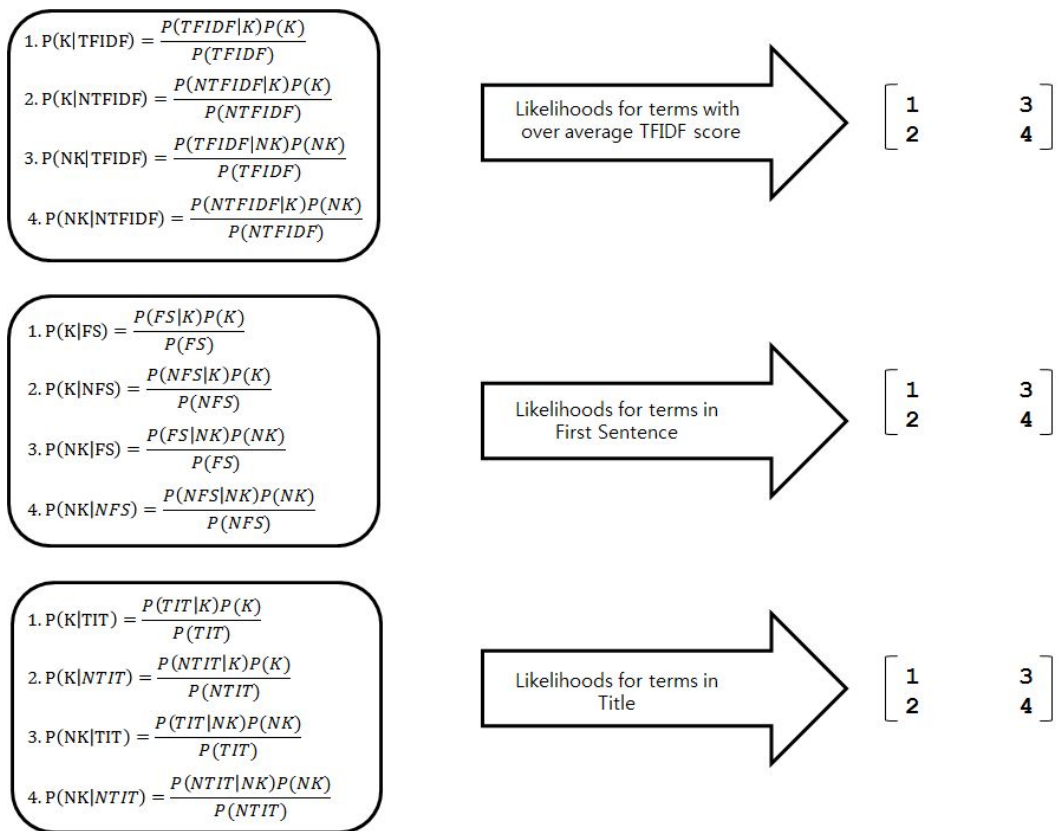 1. P(K|TFIDF) = P(TFIDF|K)P(K) / P(TFIDF)
2. P(K|NTFIDF) = P(NTFIDF|K)P(K) / P(NTFIDF)
3. P(NK|TFIDF) = P(TFIDF|NK)P(NK) / P(TFIDF)
4. P(NK|NTFIDF) = P(NTFIDF|K)P(NK) / P(NTFIDF)
Likelihoods for terms with
over average TFIDF score
1 3
2 4
1. P(K|FS) = P(FS|K)P(K) / P(FS)
2. P(K|NFS) = P(NFS|K)P(K) / P(NFS)
3. P(NK|FS) = P(FS|NK)P(NK) / P(FS)
4. P(NK|NFS) = P(NFS|NK)P(NK) / P(NFS)
Likelihoods for terms in
First Sentence
1 3
2 4
1. P(K|TIT) = P(TIT|K)P(K) / P(TIT)
2. P(K|NTIT) = P(NTIT|K)P(K) / P(NTIT)
3. P(NK|TIT) = P(TIT|NK)P(NK) / P(TIT)
4. P(NK|NTIT) = P(NTIT|NK)P(NK) / P(NTIT)
Likelihoods for terms in
Title
1 3
2 4